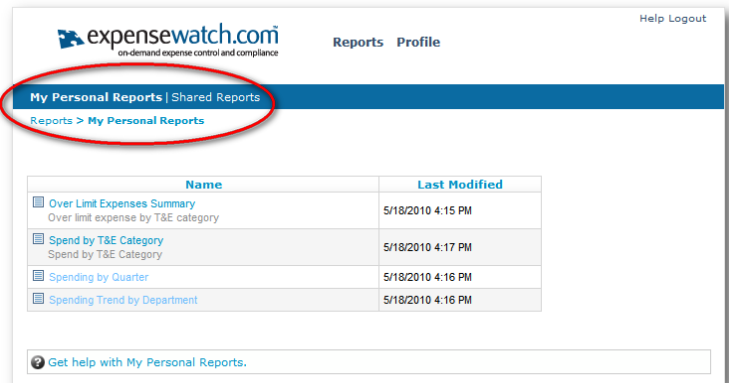 Help Logout
expensewatch.com
on-demand expense control and compliance
Reports Profile
My Personal Reports | Shared Reports
Reports > My Personal Reports
Name Last Modified
Over Limit Expenses Summary
Over limit expense by T&E category
5/18/2010 4:15 PM
Spend by T&E Category
Spend by T&E Category
5/18/2010 4:17 PM
Spending by Quarter 5/18/2010 4:16 PM
Spending Trend by Department 5/18/2010 4:16 PM
Get help with My Personal Reports.